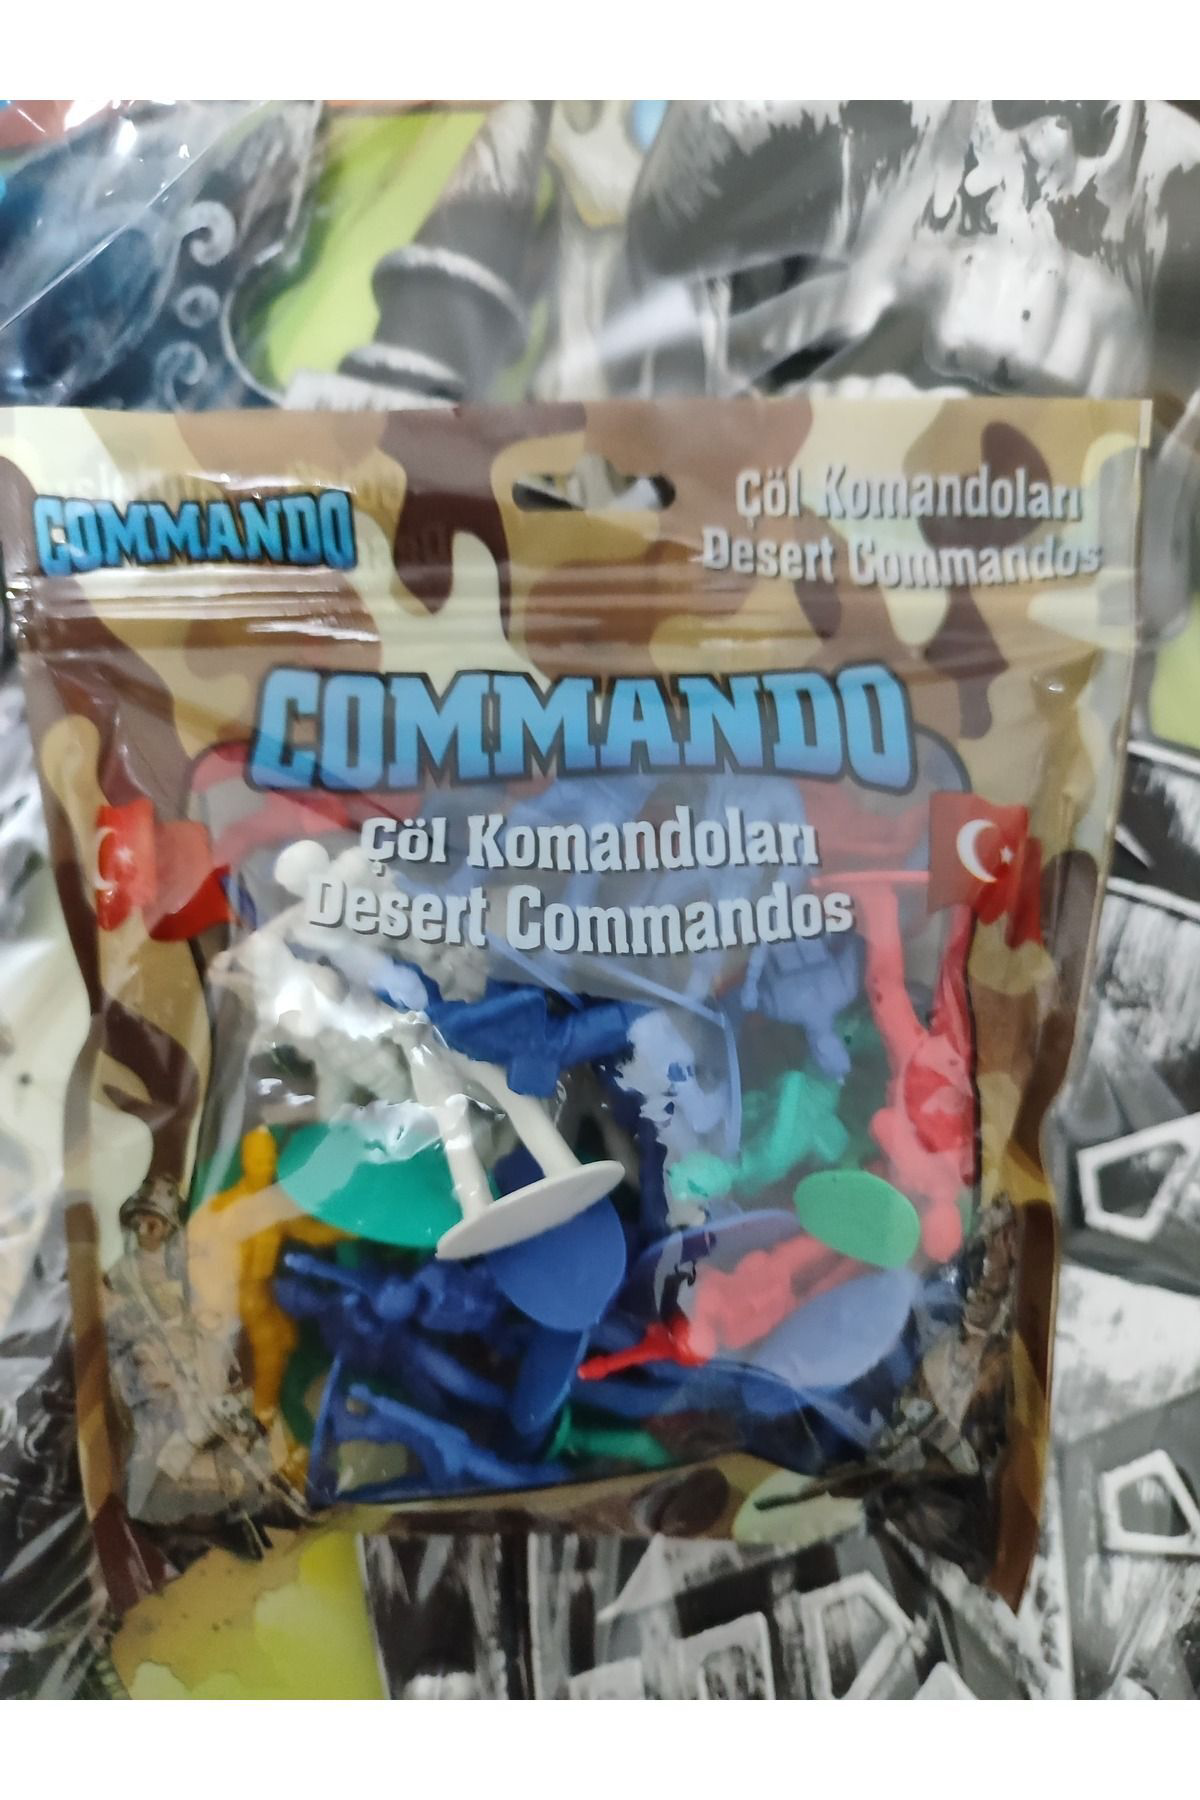 COMMANDO
Çöl Komandoları
Desert Commandos
COMMANDO
Çöl Komandoları
Desert Commandos